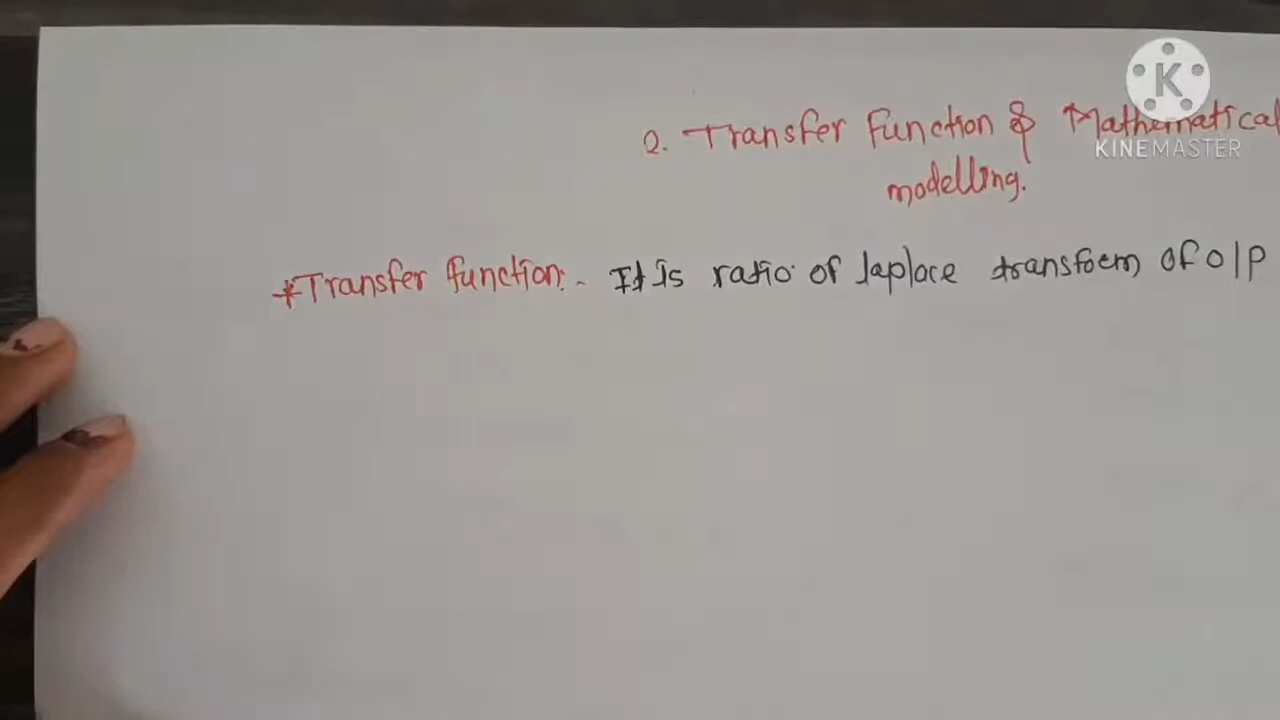 2. Transfer Function & Mathematical
modelling.
*Transfer function:- It is ratio of laplace transform of o/p
K
KINEMASTER